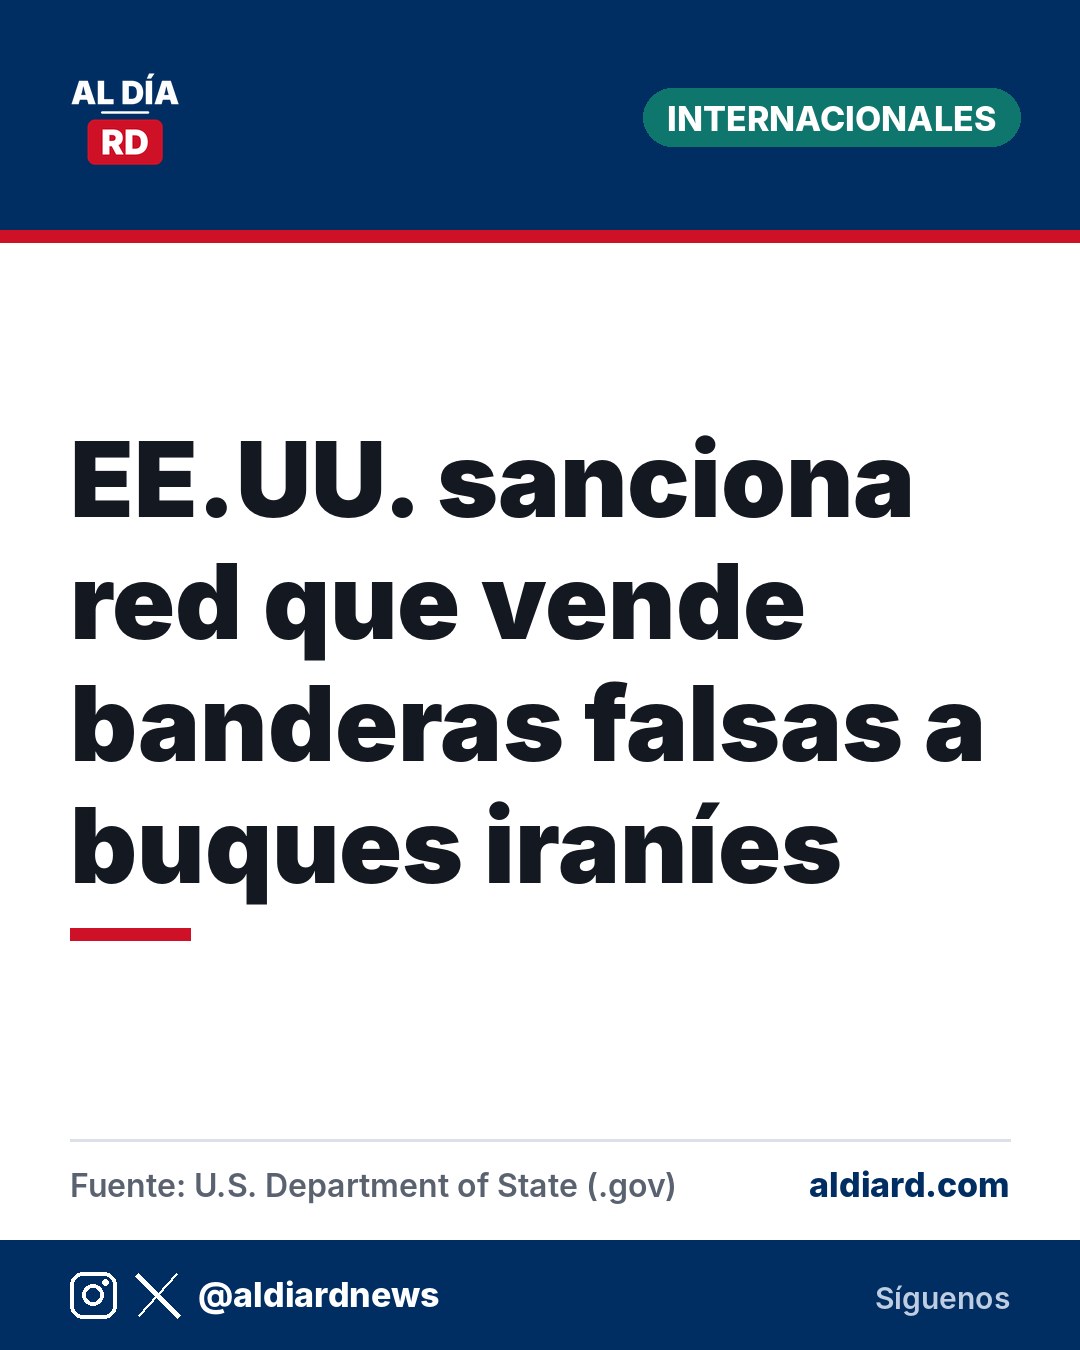 AL DÍA
RD
INTERNACIONALES
EE.UU. sanciona
red que vende
banderas falsas a
buques iraníes
Fuente: U.S. Department of State (.gov)
aldiard.com
@aldiardnews
Síguenos